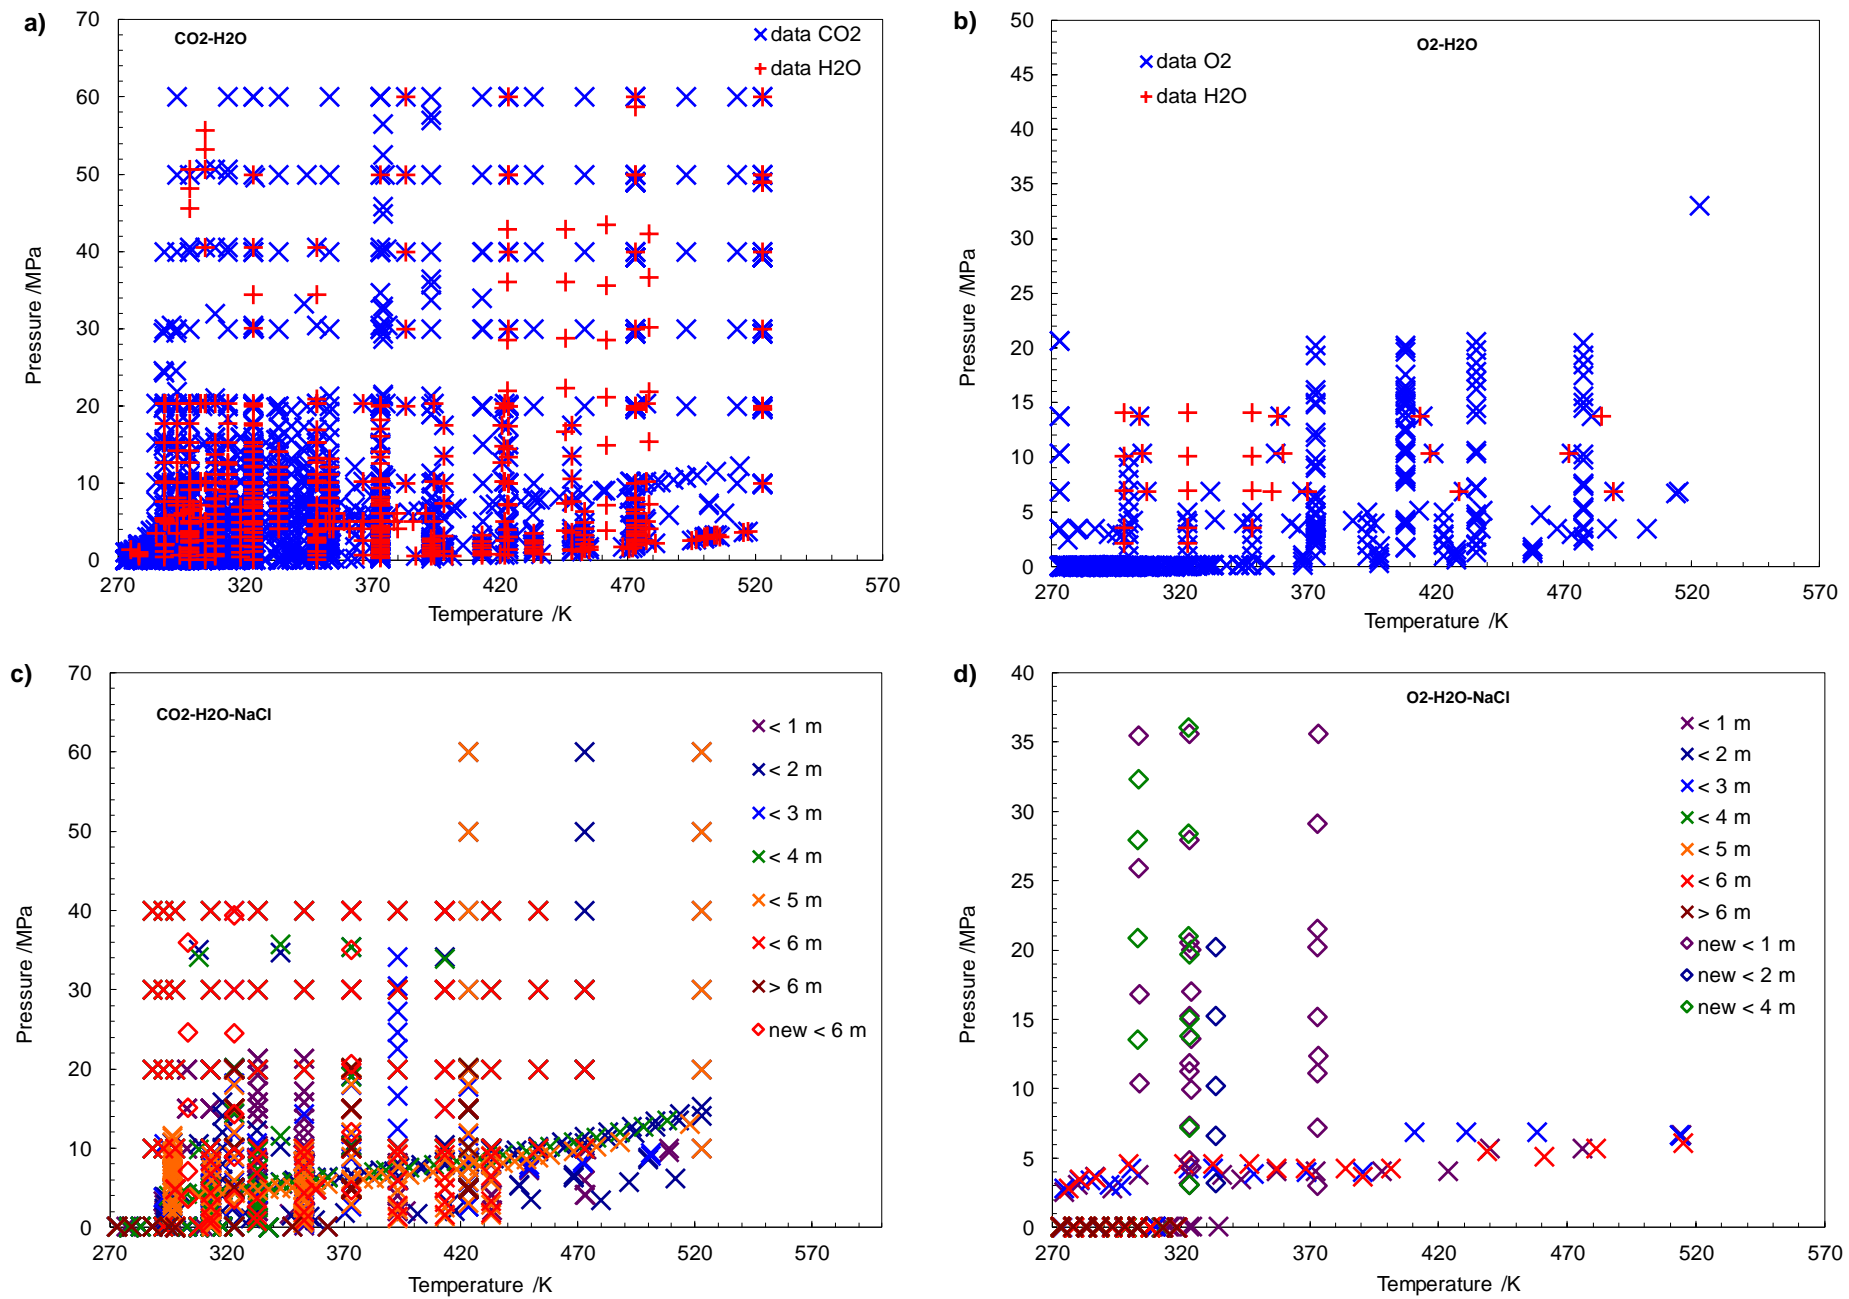 a)
CO2-H2O
data CO2
data H2O
70
60
50
40
30
20
10
0
Pressure /MPa
270 320 370 420 470 520 570
Temperature /K
b)
O2-H2O
data O2
data H2O
50
45
40
35
30
25
20
15
10
5
0
Pressure /MPa
270 320 370 420 470 520 570
Temperature /K
c)
CO2-H2O-NaCl
< 1 m
< 2 m
< 3 m
< 4 m
< 5 m
< 6 m
> 6 m
new < 6 m
70
60
50
40
30
20
10
0
Pressure /MPa
270 320 370 420 470 520 570
Temperature /K
d)
O2-H2O-NaCl
< 1 m
< 2 m
< 3 m
< 4 m
< 5 m
< 6 m
> 6 m
new < 1 m
new < 2 m
new < 4 m
40
35
30
25
20
15
10
5
0
Pressure /MPa
270 320 370 420 470 520 570
Temperature /K